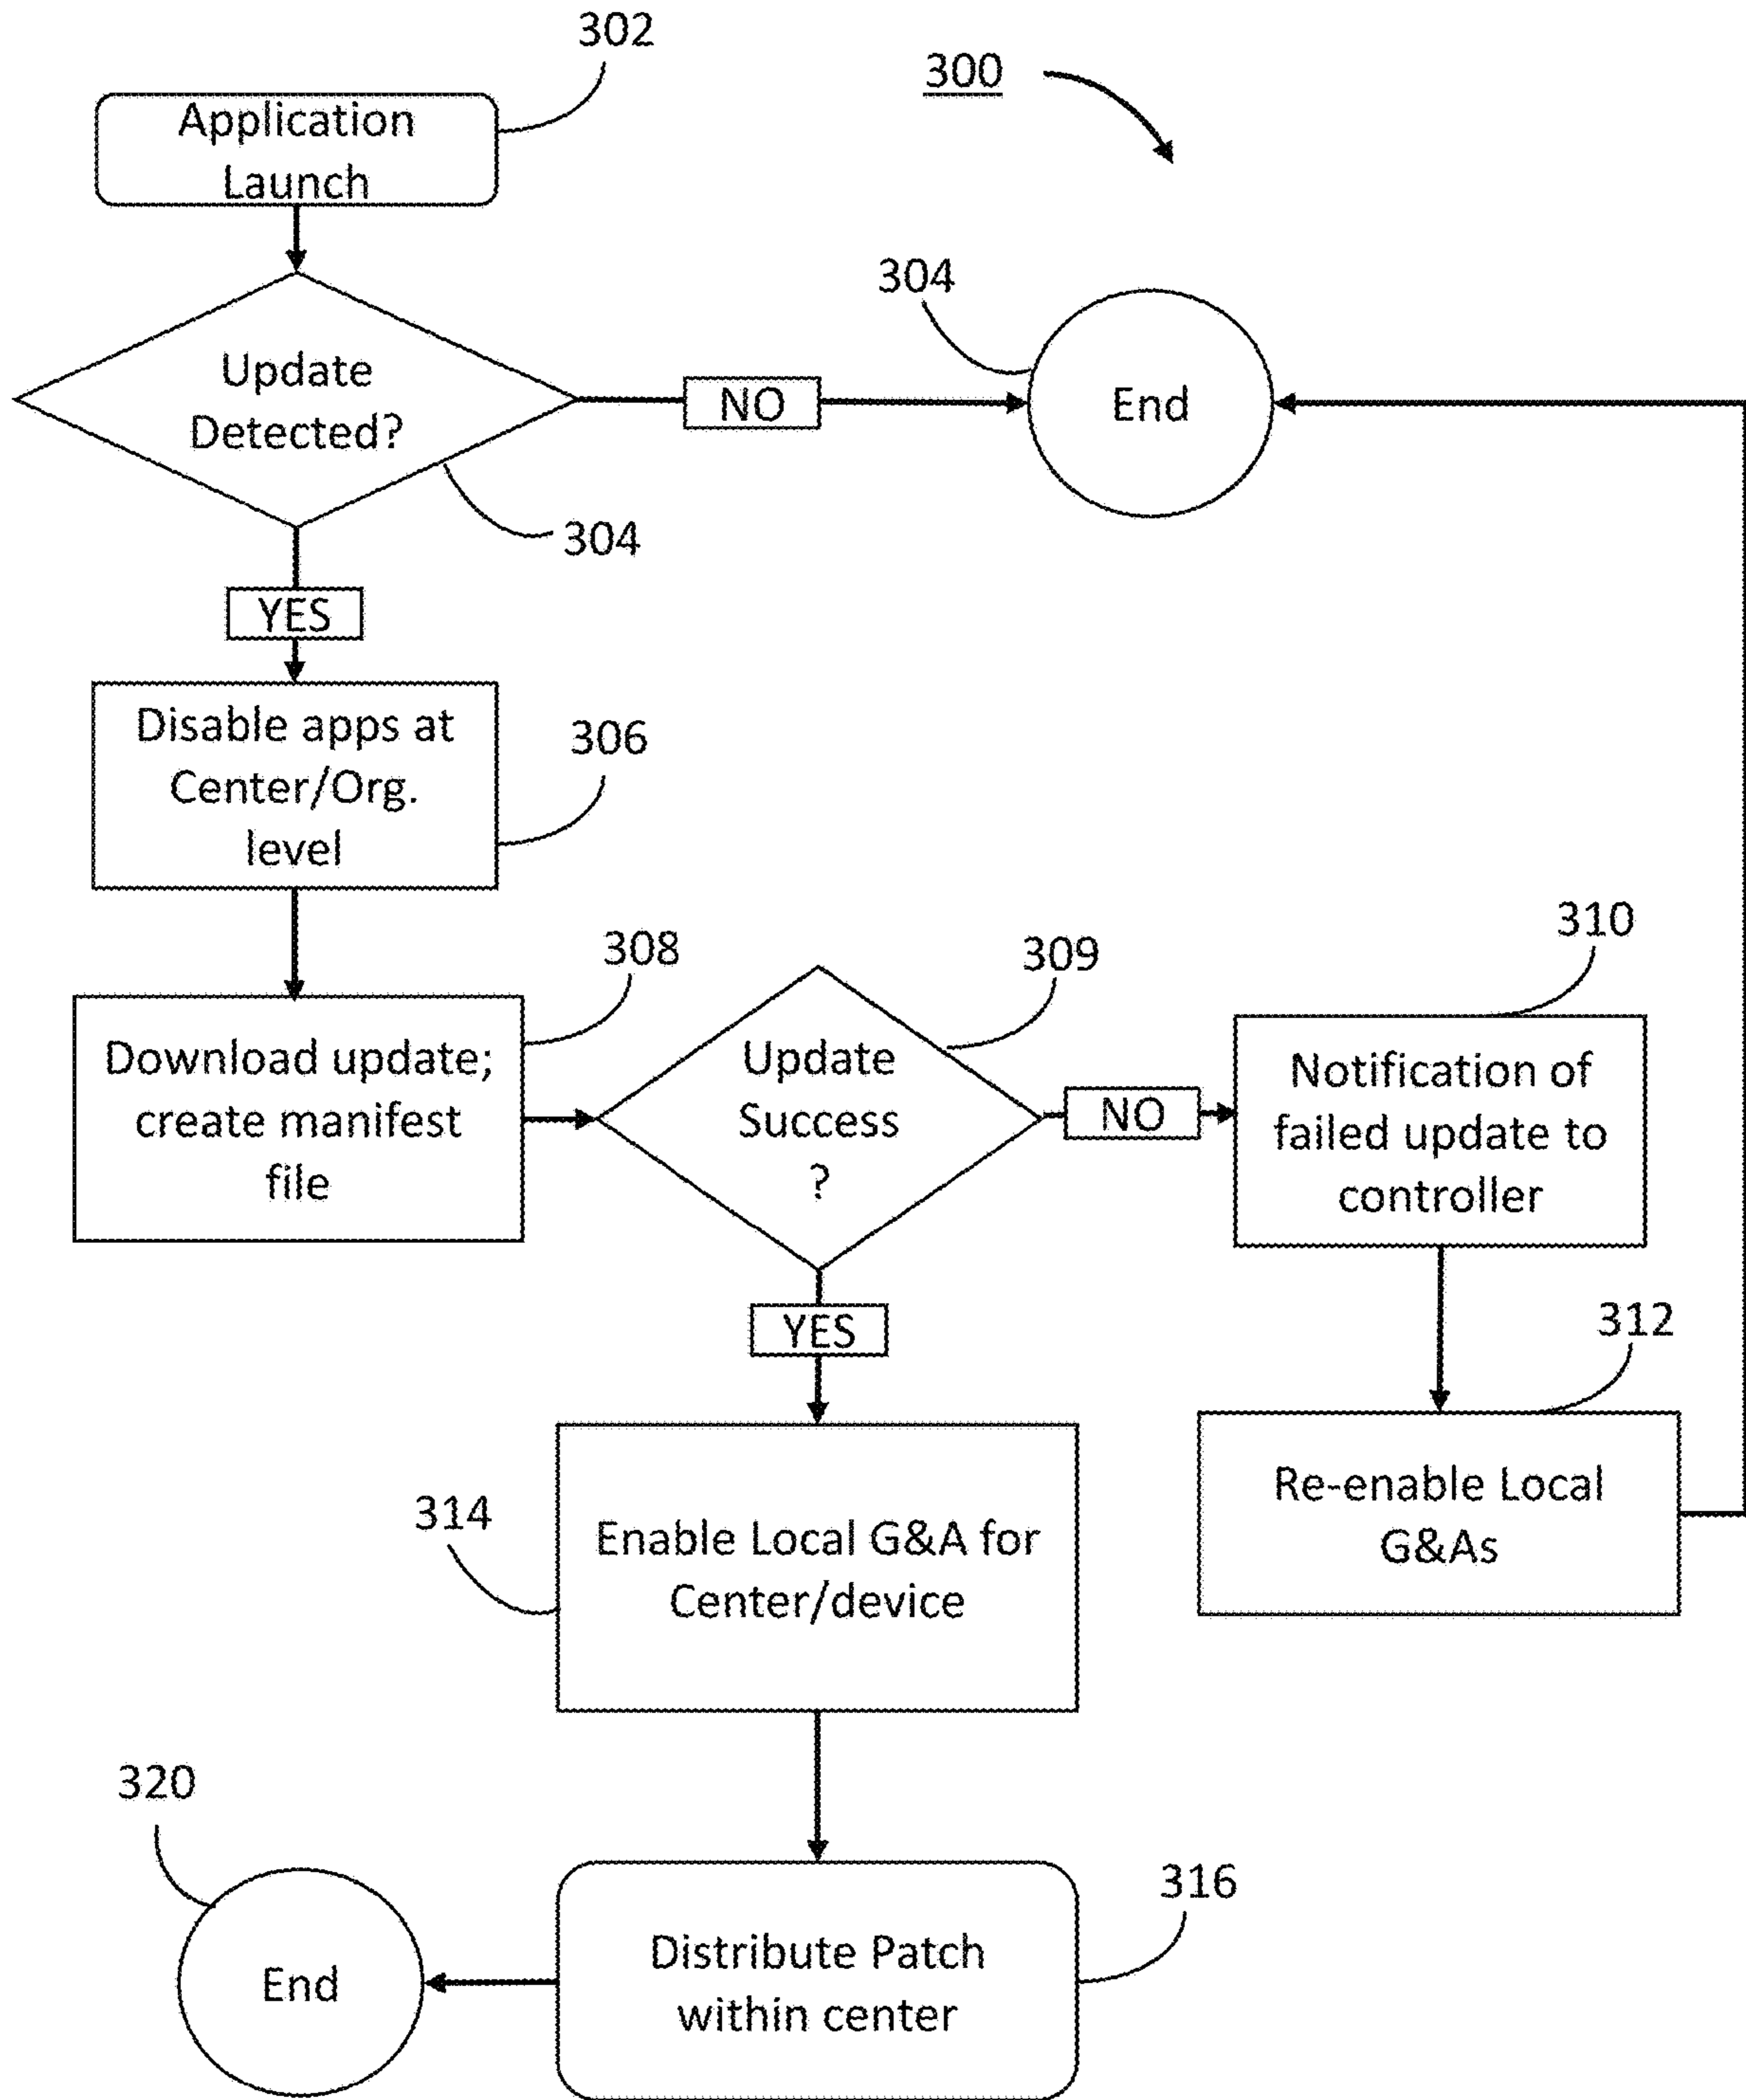 302
300
Application
Launch
304
Update
Detected?
NO
End
304
YES
Disable apps at
Center/Org.
level
306
308
309
310
Download update;
create manifest
file
Update
Success
?
NO
Notification of
failed update to
controller
YES
312
314
Enable Local G&A for
Center/device
Re-enable Local
G&As
320
316
End
Distribute Patch
within center